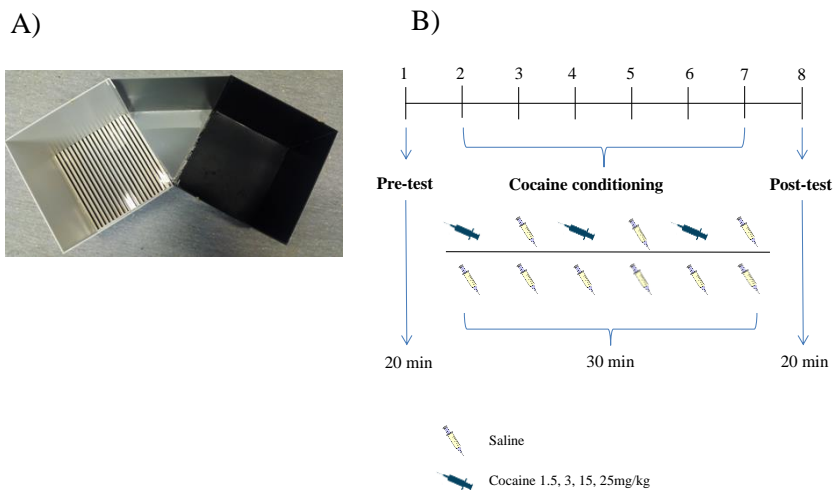 A)
B)
1 2 3 4 5 6 7 8
Pre-test Cocaine conditioning Post-test
20 min 30 min 20 min
Saline
Cocaine 1.5, 3, 15, 25mg/kg